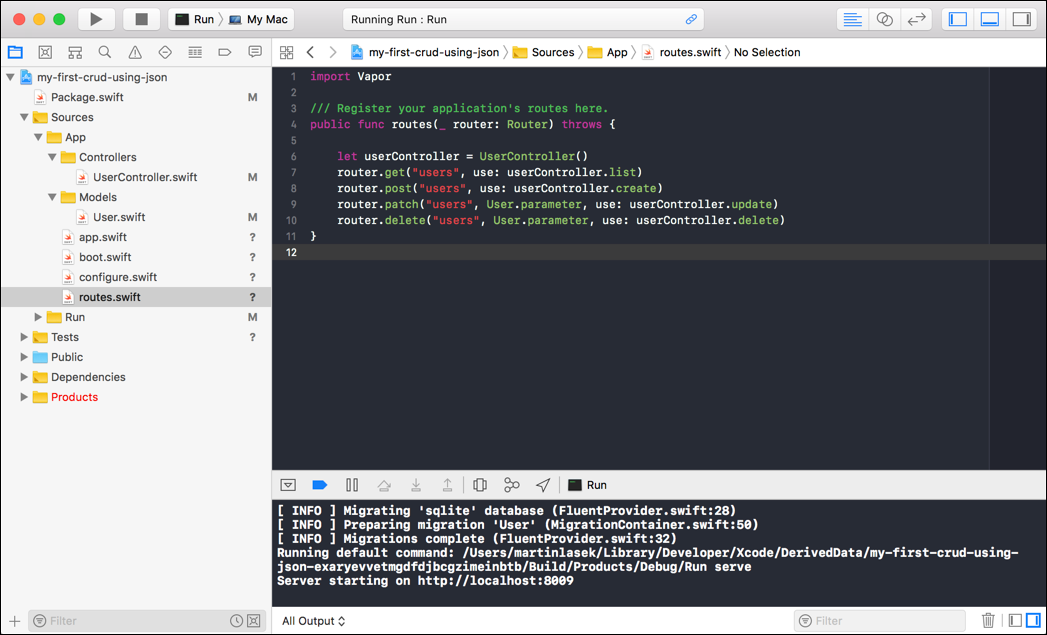 Run 〉 My Mac
Running Run : Run
my-first-crud-using-json 〉 Sources 〉 App 〉 routes.swift 〉 No Selection
my-first-crud-using-json
Package.swift M
Sources
App
Controllers
UserController.swift M
Models
User.swift M
app.swift ?
boot.swift ?
configure.swift ?
routes.swift ?
Run M
Tests ?
Public
Dependencies
Products
Filter
1 import Vapor
2
3 /// Register your application's routes here.
4 public func routes(_ router: Router) throws {
5
6 let userController = UserController()
7 router.get("users", use: userController.list)
8 router.post("users", use: userController.create)
9 router.patch("users", User.parameter, use: userController.update)
10 router.delete("users", User.parameter, use: userController.delete)
11 }
12
Run
[ INFO ] Migrating 'sqlite' database (FluentProvider.swift:28)
[ INFO ] Preparing migration 'User' (MigrationContainer.swift:50)
[ INFO ] Migrations complete (FluentProvider.swift:32)
Running default command: /Users/martinlasek/Library/Developer/Xcode/DerivedData/my-first-crud-using-
json-exaryevvetmgdfdjbcgzimeinbtb/Build/Products/Debug/Run serve
Server starting on http://localhost:8009
All Output
Filter